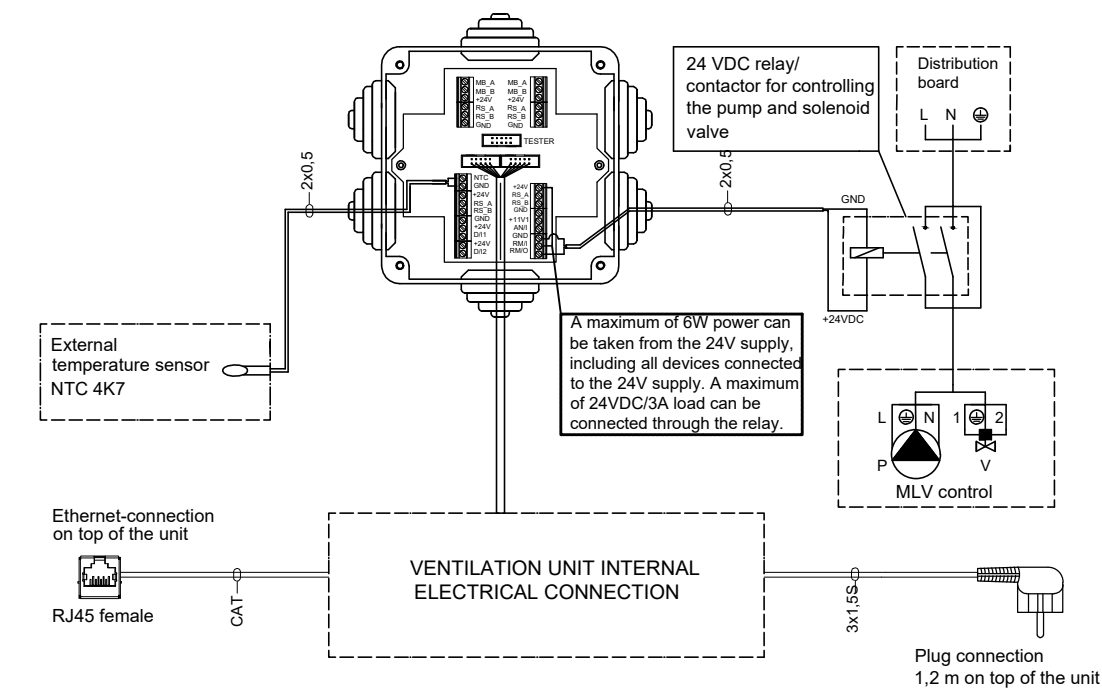 MB_A
MB_B
+24V
RS_A
RS_B
GND
MB_A
MB_B
+24V
RS_A
RS_B
GND
TESTER
NTC
GND
+24V
RS_A
RS_B
GND
+24V
D/I1
+24V
D/I2
+24V
RS_A
RS_B
GND
+11V1
AN/I
GND
RM/I
RM/O
2x0,5
2x0,5
24 VDC relay/
contactor for controlling
the pump and solenoid
valve
Distribution
board
L N
GND
+24VDC
External
temperature sensor
NTC 4K7
A maximum of 6W power can
be taken from the 24V supply,
including all devices connected
to the 24V supply. A maximum
of 24VDC/3A load can be
connected through the relay.
L N 1 2
P V
MLV control
Ethernet-connection
on top of the unit
RJ45 female
CAT
VENTILATION UNIT INTERNAL
ELECTRICAL CONNECTION
3x1,5S
Plug connection
1,2 m on top of the unit